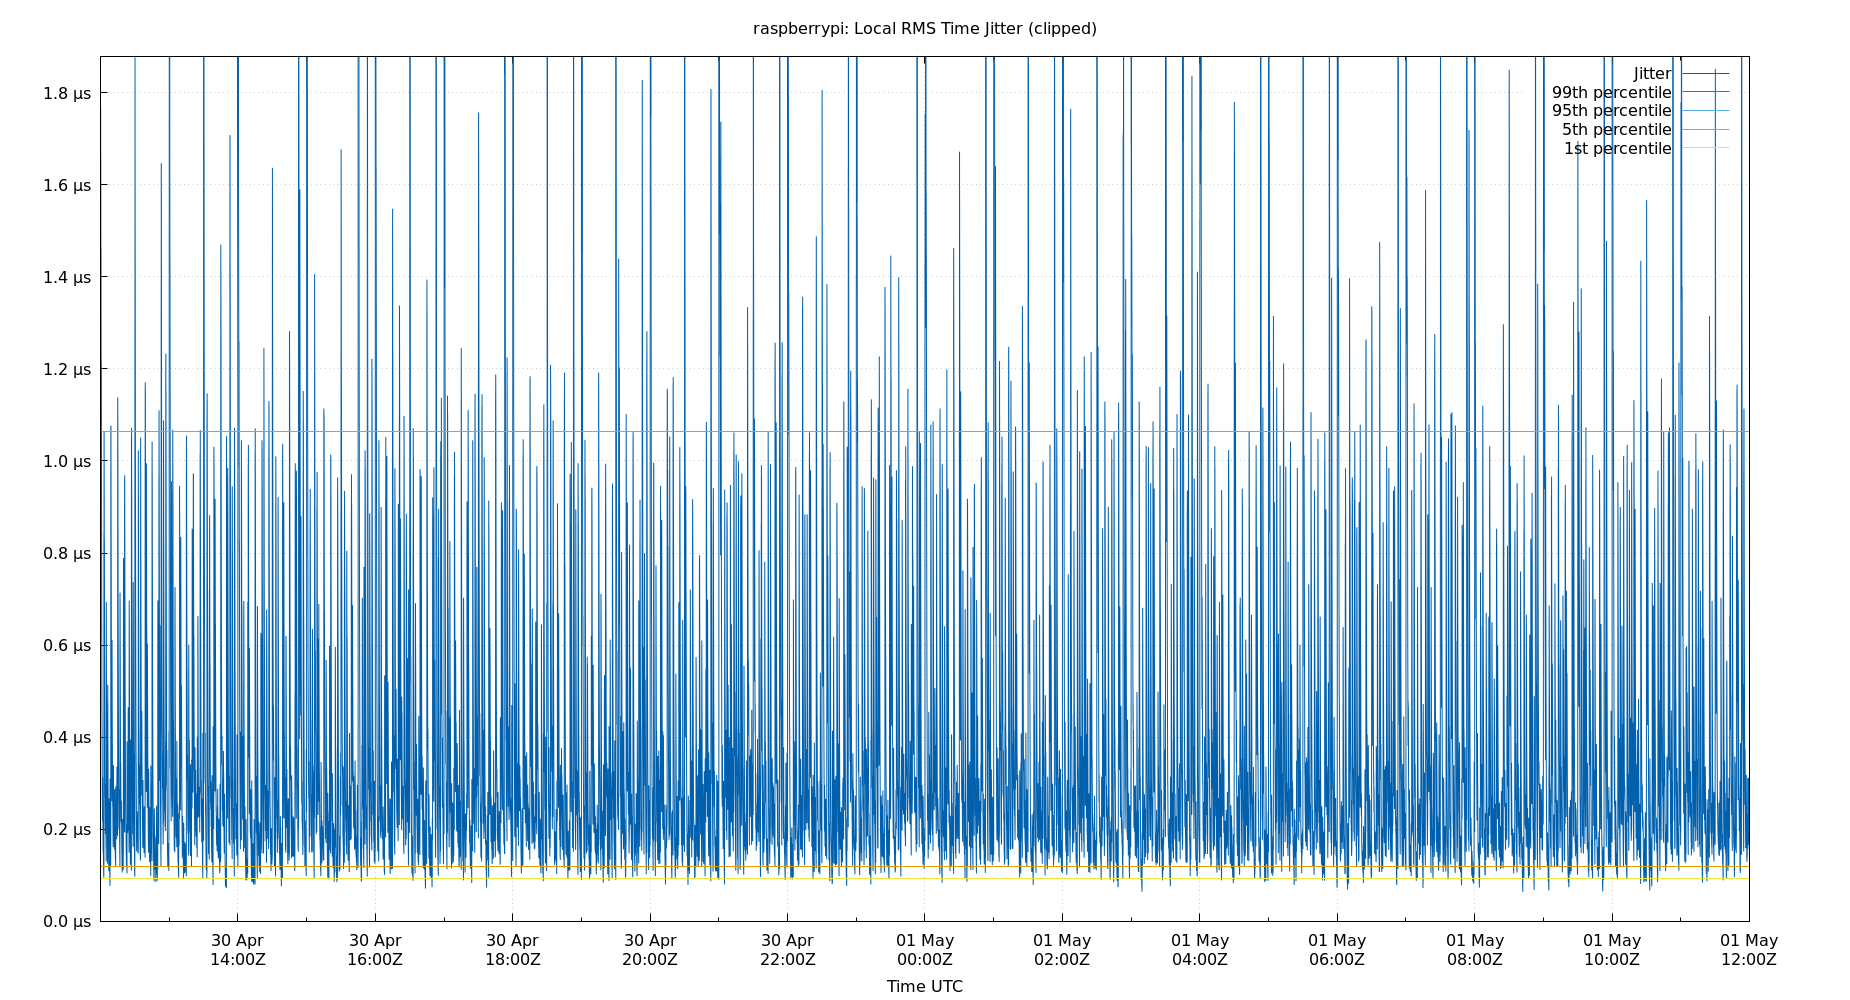 raspberrypi: Local RMS Time Jitter (clipped)
Jitter
99th percentile
95th percentile
5th percentile
1st percentile
1.8 µs
1.6 µs
1.4 µs
1.2 µs
1.0 µs
0.8 µs
0.6 µs
0.4 µs
0.2 µs
0.0 µs
30 Apr 30 Apr 30 Apr 30 Apr 30 Apr 01 May 01 May 01 May 01 May 01 May 01 May 01 May
14:00Z 16:00Z 18:00Z 20:00Z 22:00Z 00:00Z 02:00Z 04:00Z 06:00Z 08:00Z 10:00Z 12:00Z
Time UTC